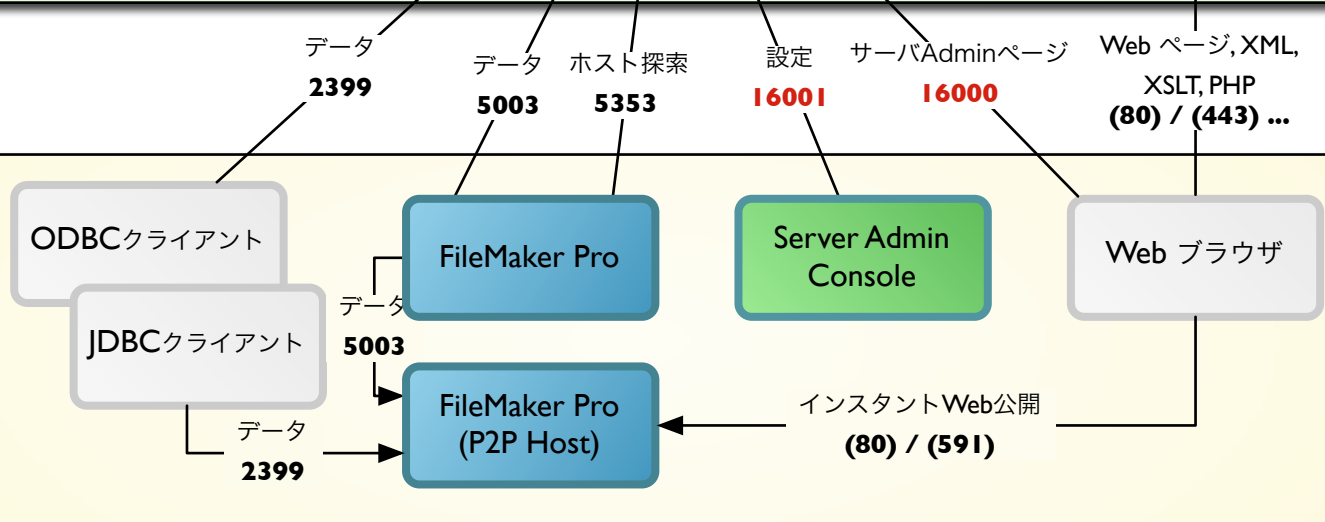 データ
2399
データ
5003
ホスト探索
5353
設定
16001
サーバAdminページ
16000
Web ページ, XML,
XSLT, PHP
(80) / (443) ...
ODBCクライアント
JDBCクライアント
FileMaker Pro
Server Admin
Console
Web ブラウザ
データ
5003
FileMaker Pro
(P2P Host)
インスタントWeb公開
(80) / (591)
データ
2399